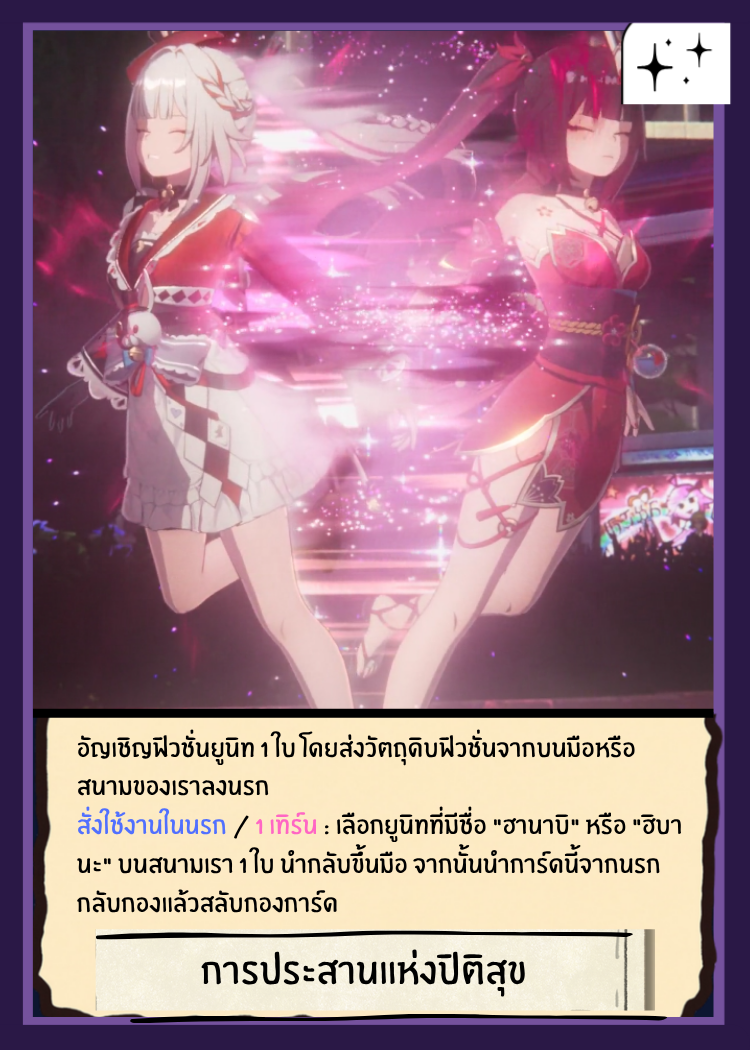 อัญเชิญฟิวชั่นยูนิท 1 ใบ โดยส่งวัตถุดิบฟิวชั่นจากบนมือหรือ
สนามของเราลงนรก
สั่งใช้งานในนรก / 1 เทิร์น : เลือกยูนิทที่มีชื่อ "ฮานาบิ" หรือ "ฮิบา
นะ" บนสนามเรา 1 ใบ นำกลับขึ้นมือ จากนั้นนำการ์ดนี้จากนรก
กลับกองแล้วสลับกองการ์ด
การประสานแห่งปิติสุข